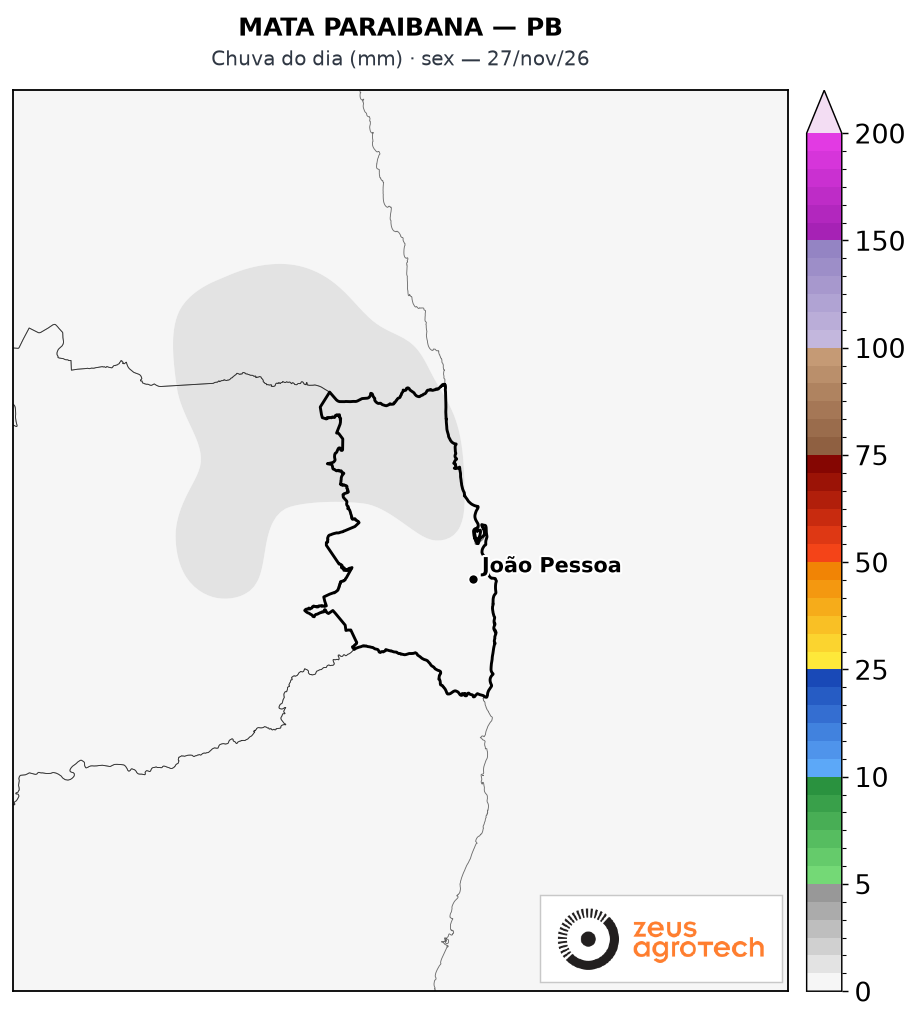 MATA PARAIBANA — PB
Chuva do dia (mm) · sex — 27/nov/26
200
150
100
75
50
25
10
5
0
João Pessoa
zeus
agrotech